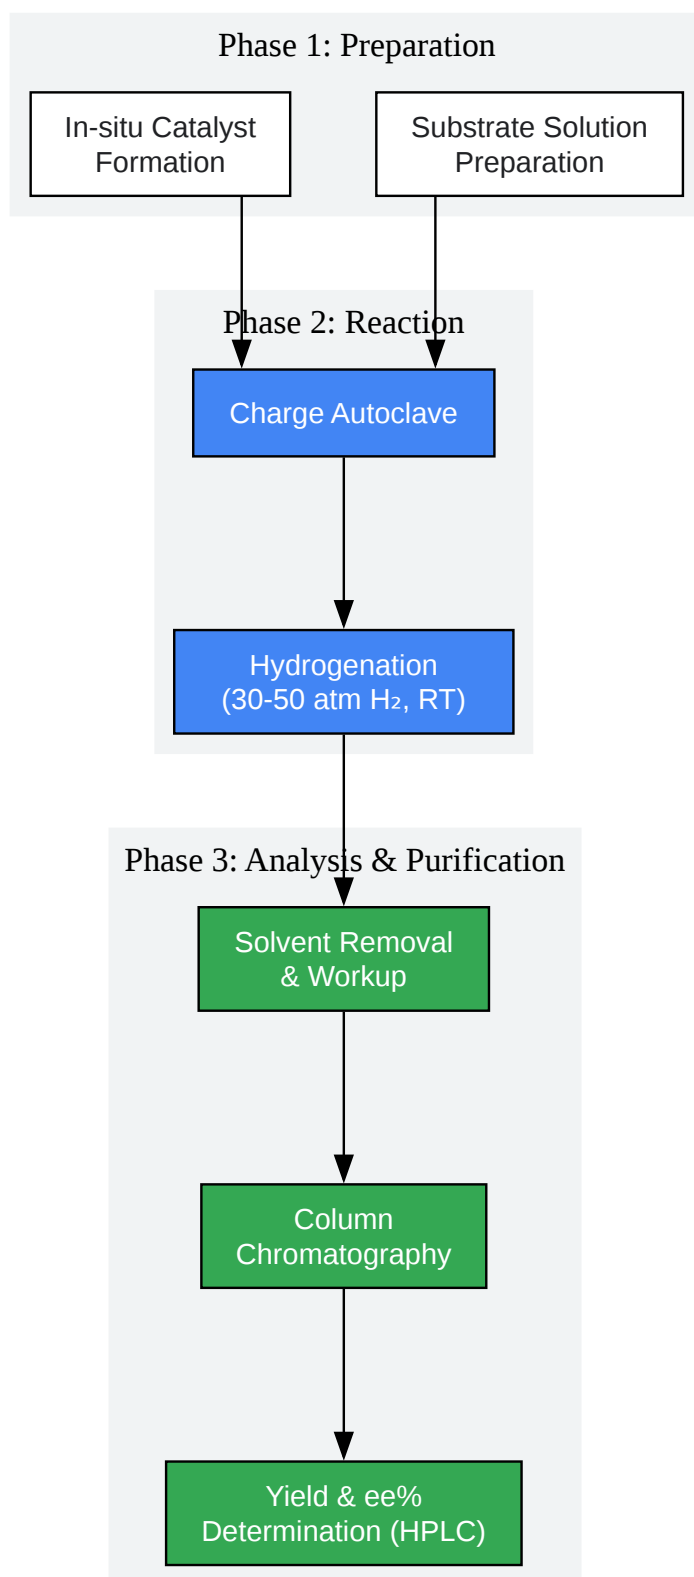 Phase 1: Preparation
In-situ Catalyst
Formation
Substrate Solution
Preparation
Phase 2: Reaction
Charge Autoclave
Hydrogenation
(30-50 atm H₂, RT)
Phase 3: Analysis & Purification
Solvent Removal
& Workup
Column
Chromatography
Yield & ee%
Determination (HPLC)